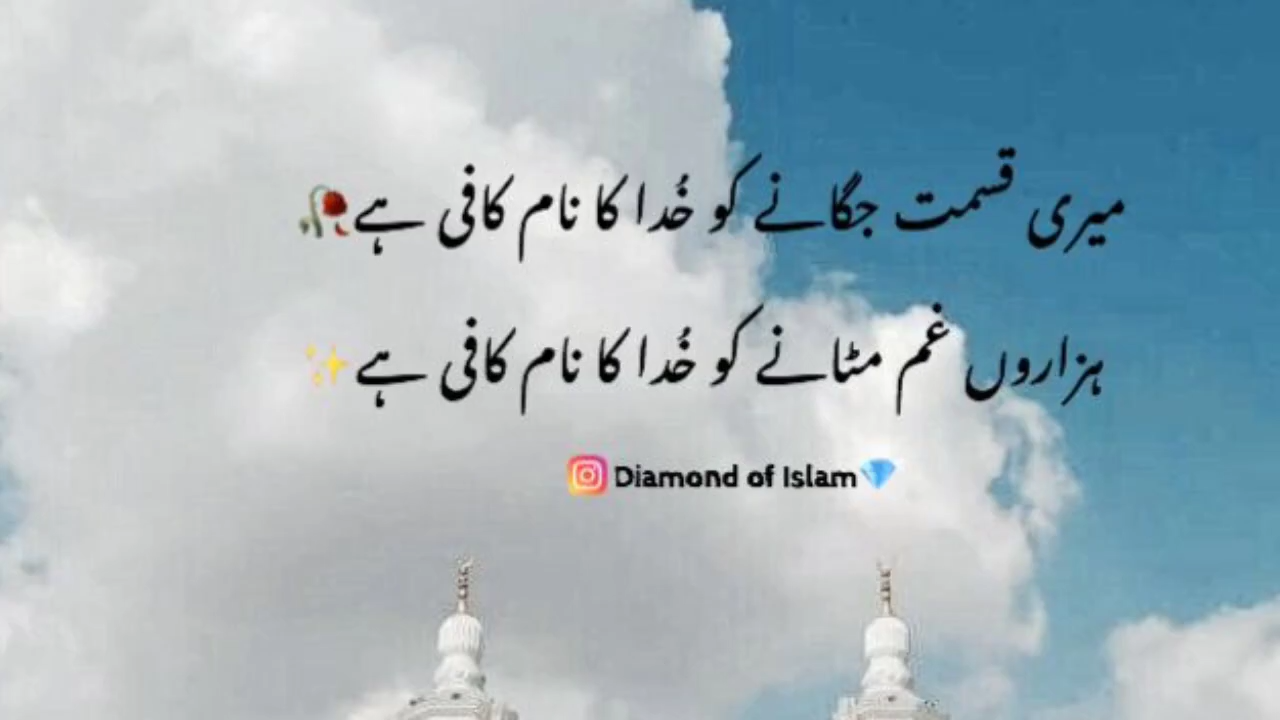 میری قسمت جگانے کو خُدا کا نام کافی ہے🥀
ہزاروں غم مٹانے کو خُدا کا نام کافی ہے✨
Diamond of Islam💎